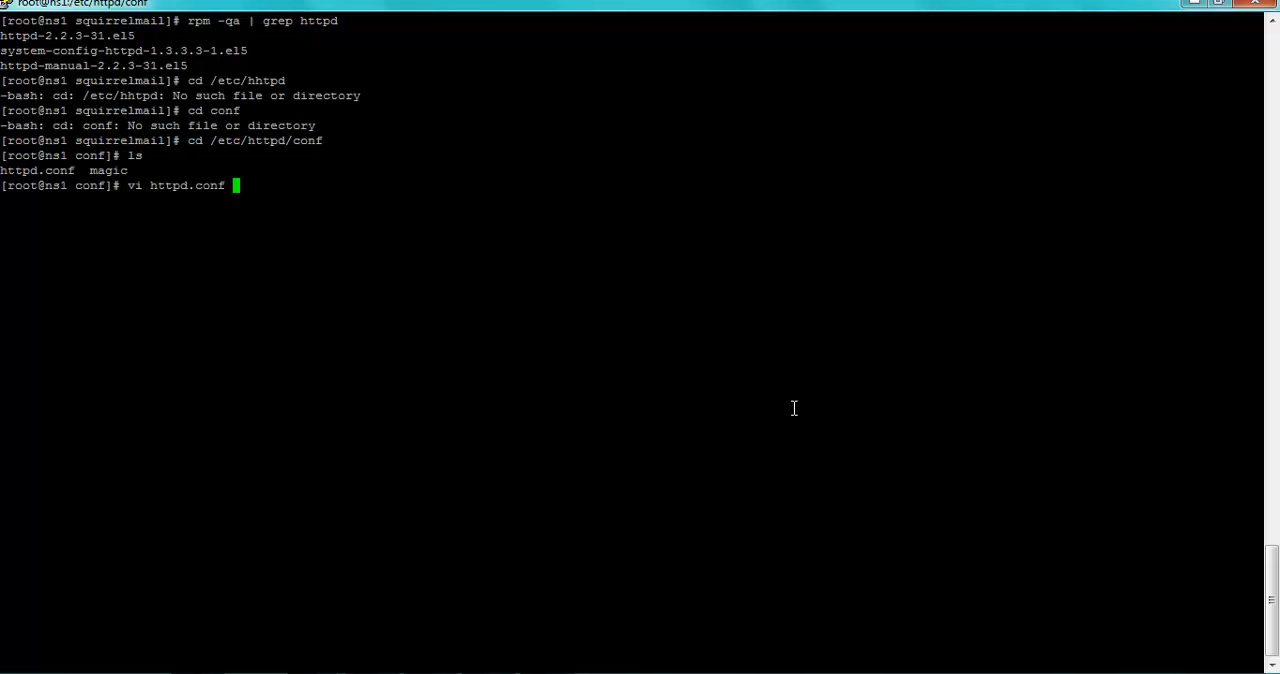 root@ns1:/etc/httpd/conf
[root@ns1 squirrelmail]# rpm -qa | grep httpd
httpd-2.2.3-31.el5
system-config-httpd-1.3.3.3-1.el5
httpd-manual-2.2.3-31.el5
[root@ns1 squirrelmail]# cd /etc/hhtpd
-bash: cd: /etc/hhtpd: No such file or directory
[root@ns1 squirrelmail]# cd conf
-bash: cd: conf: No such file or directory
[root@ns1 squirrelmail]# cd /etc/httpd/conf
[root@ns1 conf]# ls
httpd.conf  magic
[root@ns1 conf]# vi httpd.conf